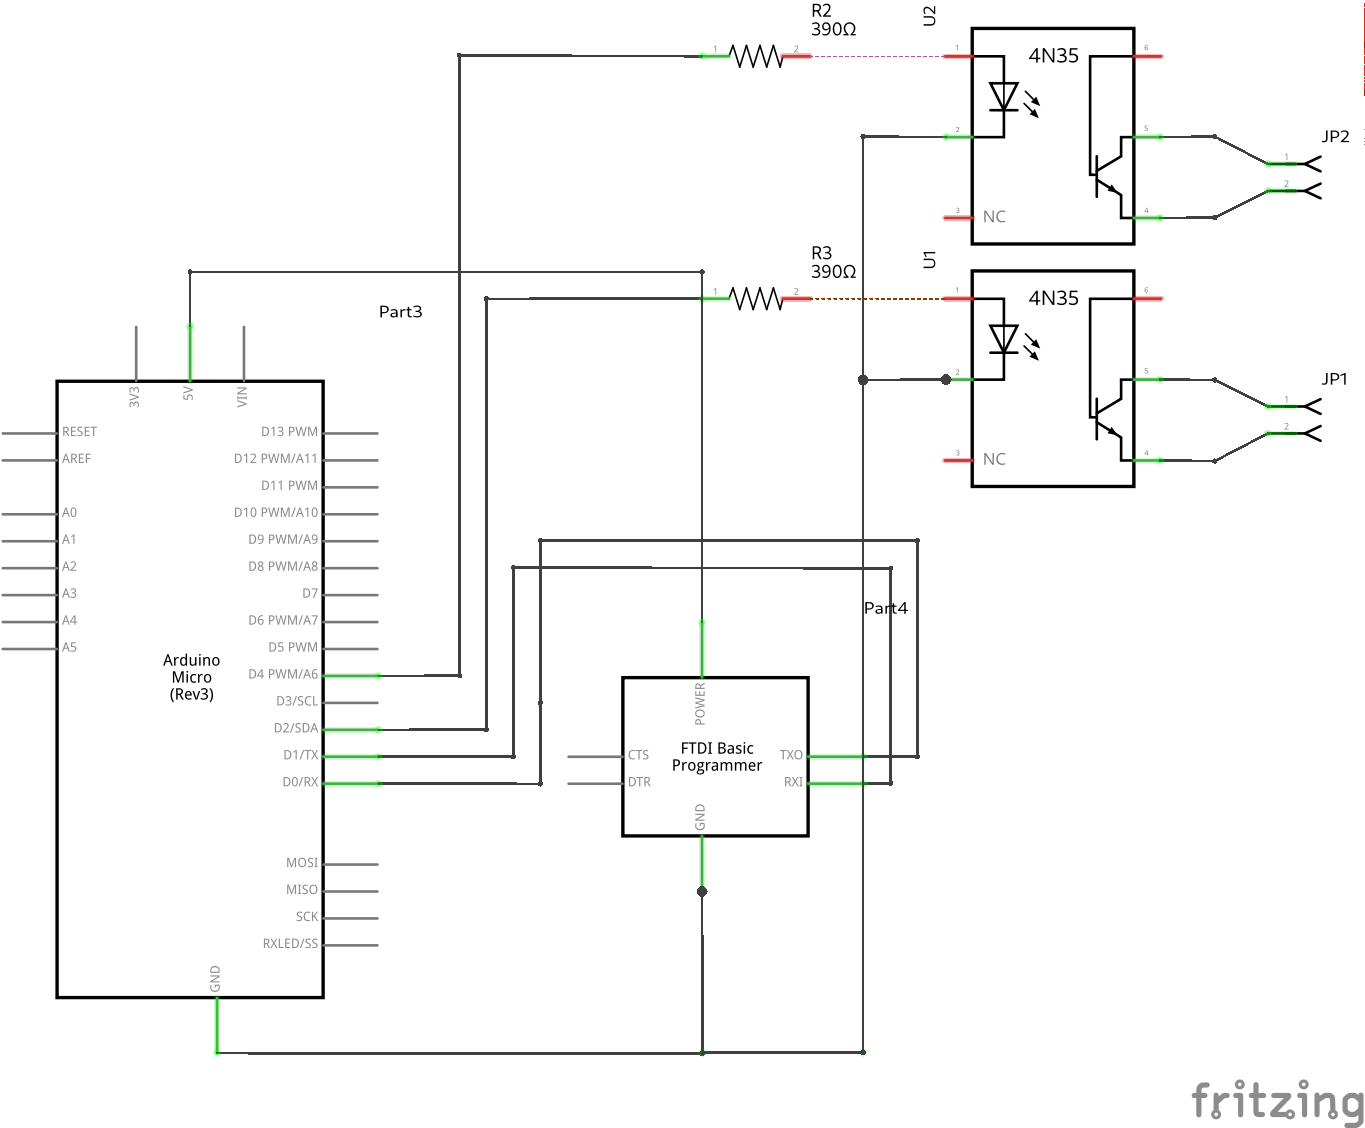 R2
390Ω
U2
1
2
1
4N35
6
2
5
JP2
1
2
3
NC
4
R3
390Ω
U1
1
2
1
4N35
6
Part3
2
5
JP1
1
2
3
NC
4
3V3
5V
VIN
RESET
D13 PWM
AREF
D12 PWM/A11
D11 PWM
A0
D10 PWM/A10
A1
D9 PWM/A9
A2
D8 PWM/A8
A3
D7
A4
D6 PWM/A7
A5
D5 PWM
Part4
Arduino
Micro
(Rev3)
D4 PWM/A6
D3/SCL
D2/SDA
D1/TX
D0/RX
POWER
FTDI Basic
Programmer
CTS
TXO
DTR
RXI
GND
MOSI
MISO
SCK
RXLED/SS
GND
fritzing